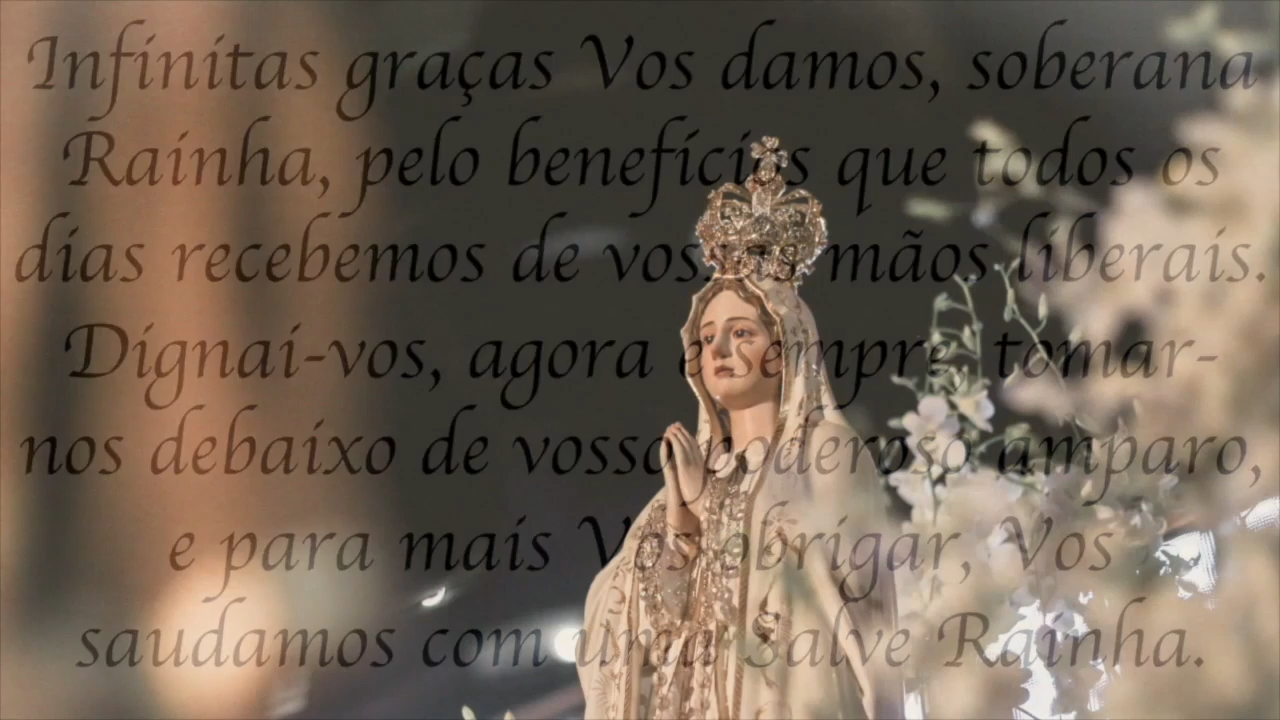 Infinitas graças Vos damos, soberana
Rainha, pelo benefícios que todos os
días recebemos de vossas mãos liberais.
Dignai-vos, agora e sempre, tomar-
nos debaixo de vosso poderoso amparo,
e para mais Vos obrigar, Vos
saudamos com uma Salve Rainha.